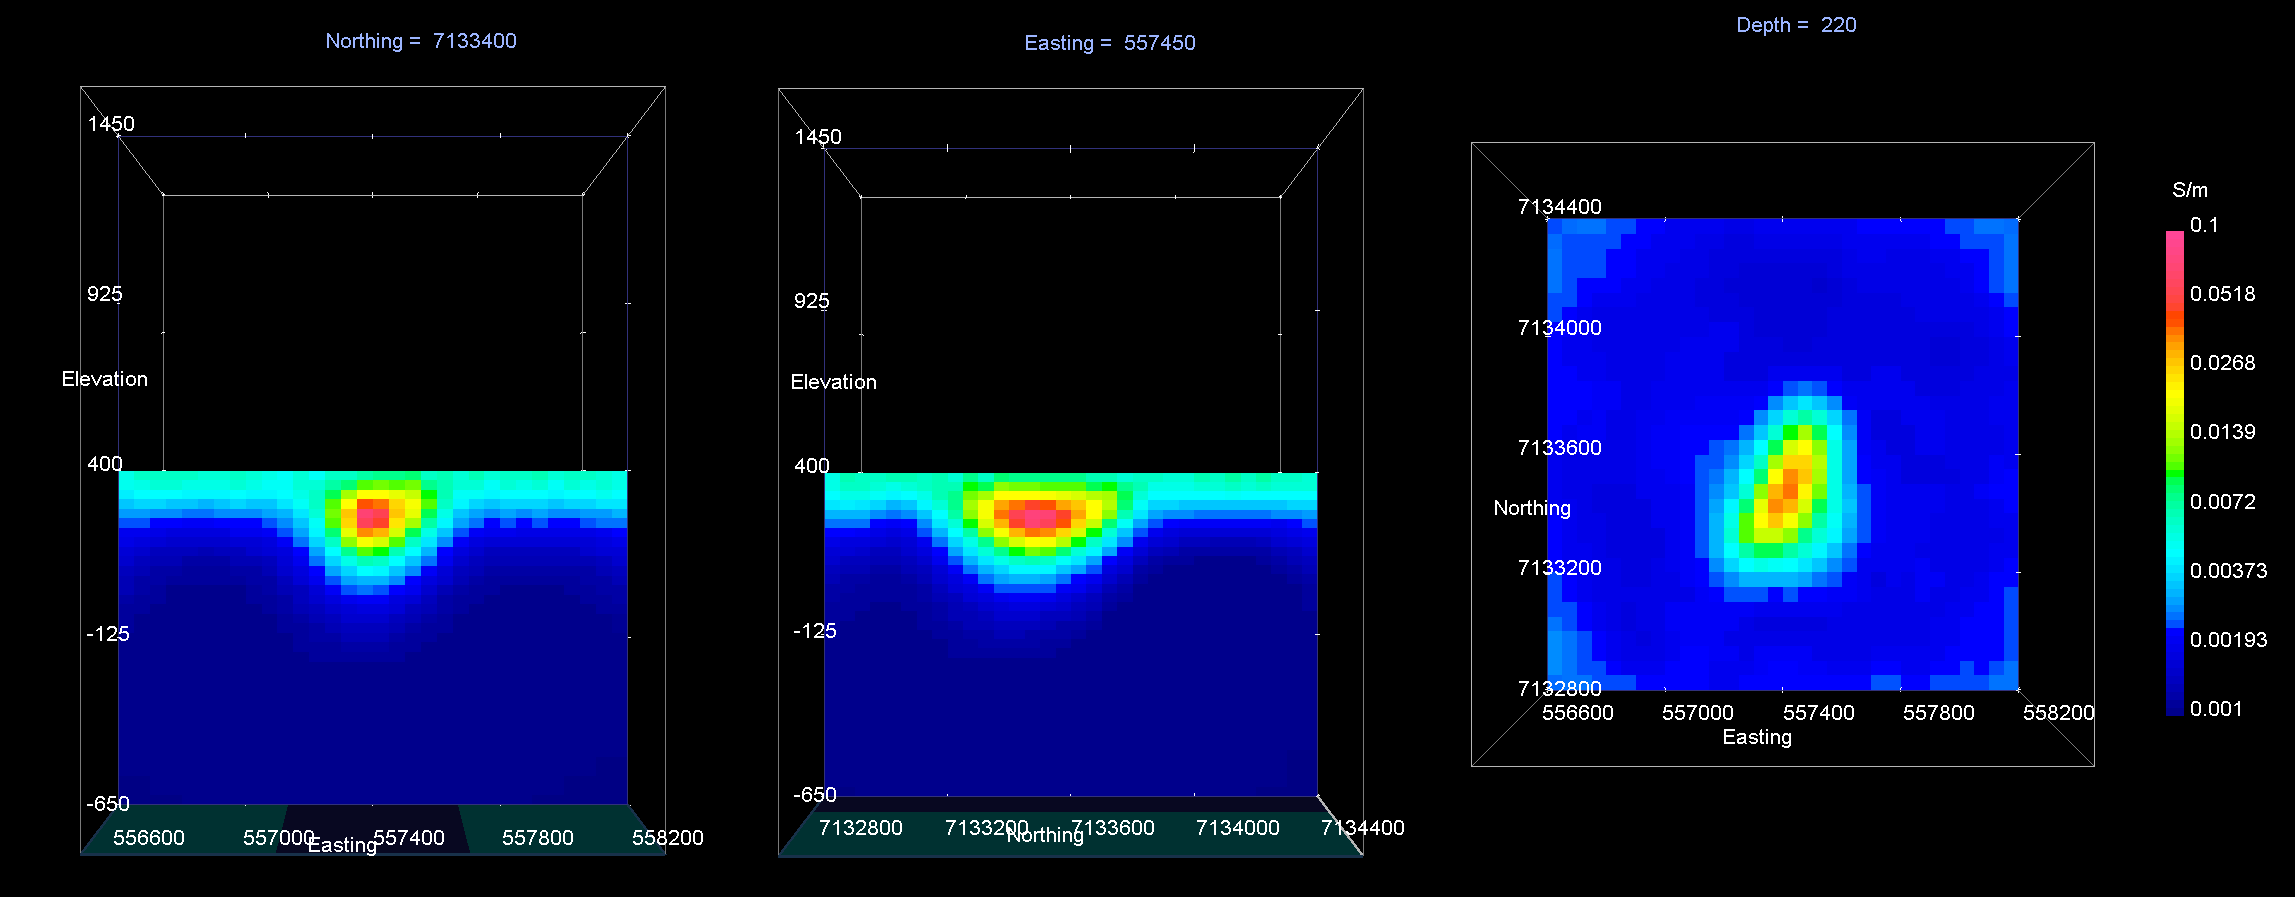 Northing = 7133400
1450
925
Elevation
400
-125
-650
556600 557000 557400 557800 558200
Easting
Easting = 557450
1450
925
Elevation
400
-125
-650
7132800 7133200 7133600 7134000 7134400
Northing
Depth = 220
7134400
7134000
7133600
Northing
7133200
7132800
556600 557000 557400 557800 558200
Easting
S/m
0.1
0.0518
0.0268
0.0139
0.0072
0.00373
0.00193
0.001